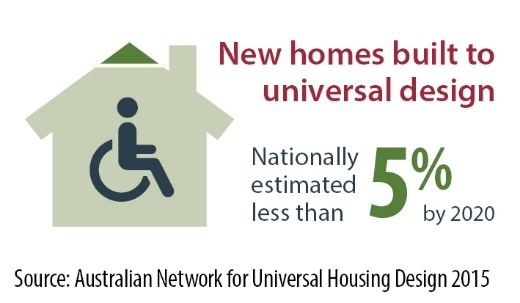 New homes built to
universal design
Nationally
estimated
less than
5%
by 2020
Source: Australian Network for Universal Housing Design 2015